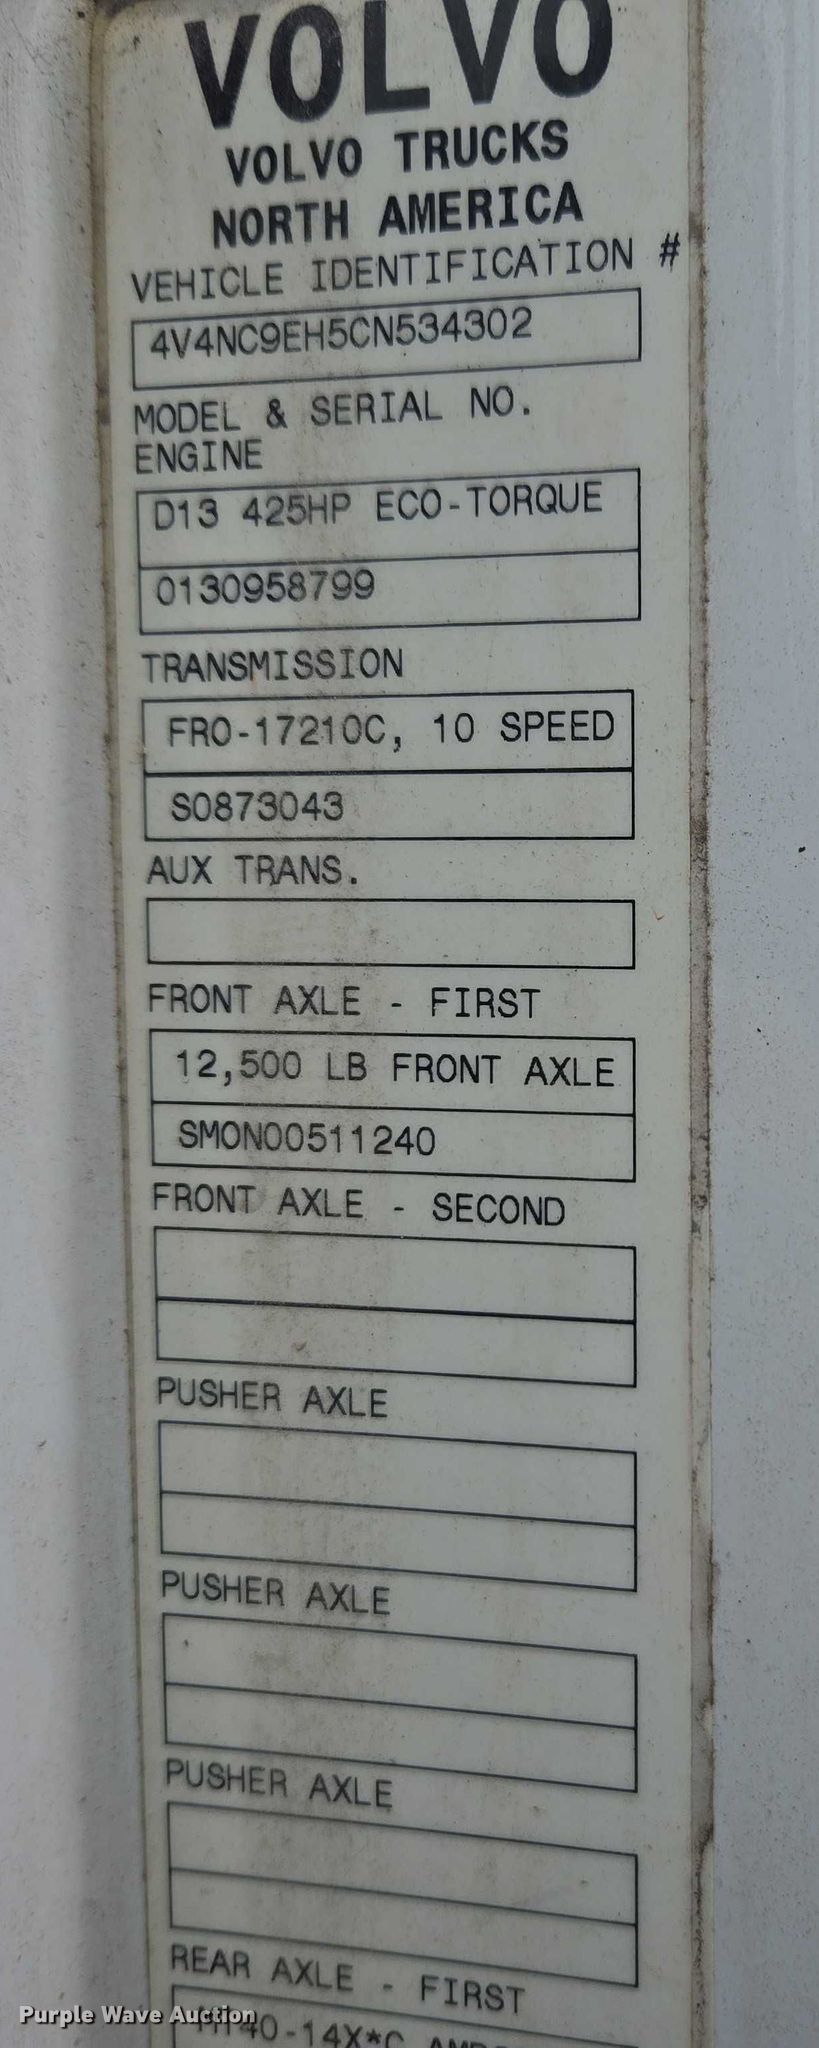 VOLVO
VOLVO TRUCKS
NORTH AMERICA
VEHICLE IDENTIFICATION #
4V4NC9EH5CN534302
MODEL & SERIAL NO.
ENGINE
D13 425HP ECO-TORQUE
0130958799
TRANSMISSION
FRO-17210C, 10 SPEED
S0873043
AUX TRANS.
FRONT AXLE - FIRST
12,500 LB FRONT AXLE
SMON00511240
FRONT AXLE - SECOND
PUSHER AXLE
PUSHER AXLE
PUSHER AXLE
REAR AXLE - FIRST
Purple Wave Auction